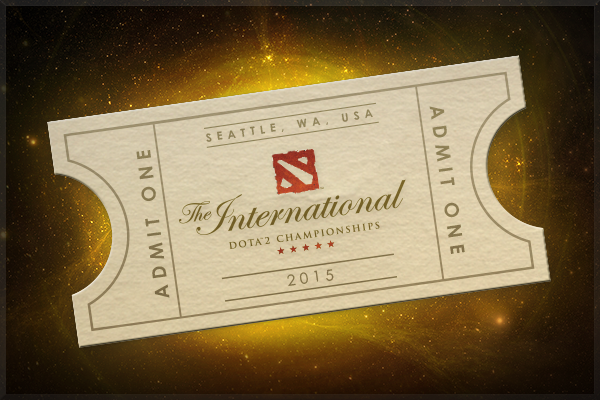 SEATTLE, WA, USA
ADMIT ONE
The International
DOTA 2 CHAMPIONSHIPS
2015
ADMIT ONE